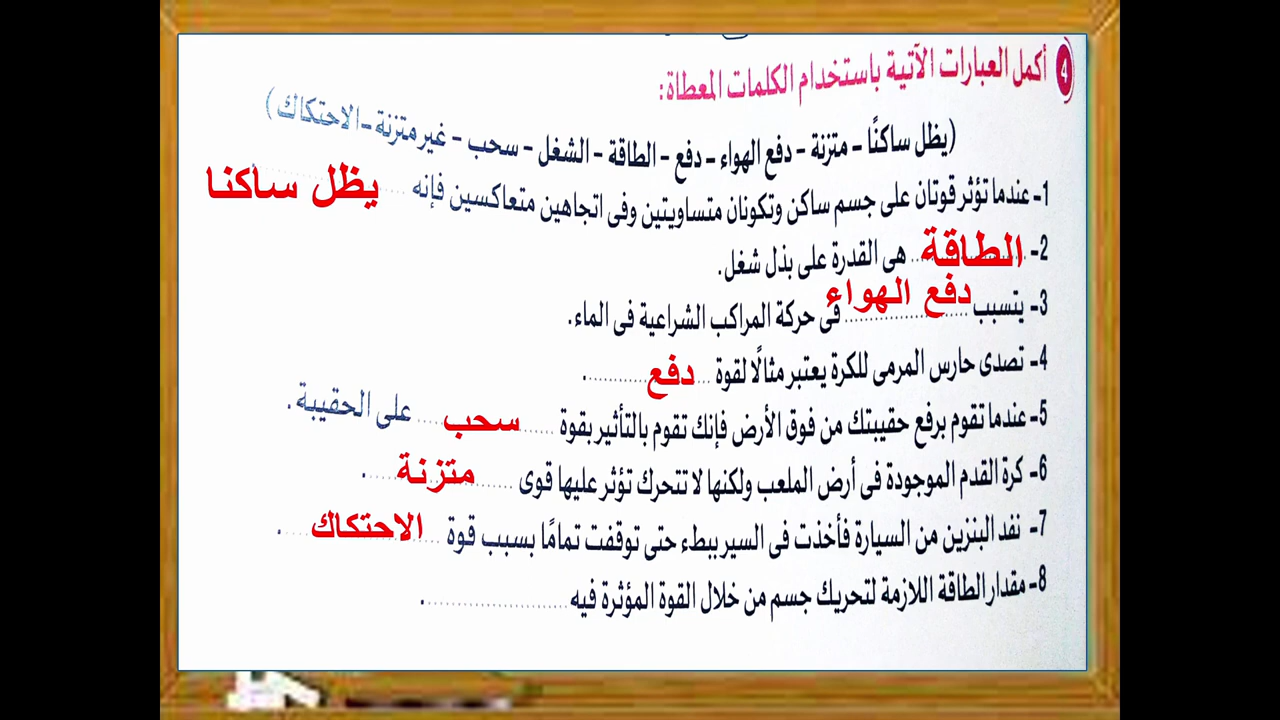 4 أكمل العبارات الآتية باستخدام الكلمات المعطاة:
(يظل ساكنًا – متزنة – دفع الهواء – دفع – الطاقة – الشغل – سحب – غير متزنة – الاحتكاك)
1- عندما تؤثر قوتان على جسم ساكن وتكونان متساويتين وفى اتجاهين متعاكسين فإنه يظل ساكنا
2- الطاقة هى القدرة على بذل شغل.
3- يتسبب دفع الهواء فى حركة المراكب الشراعية فى الماء.
4- تصدى حارس المرمى للكرة يعتبر مثالًا لقوة دفع.
5- عندما تقوم برفع حقيبتك من فوق الأرض فإنك تقوم بالتأثير بقوة سحب على الحقيبة.
6- كرة القدم الموجودة فى أرض الملعب ولكنها لا تتحرك تؤثر عليها قوى متزنة.
7- نفد البنزين من السيارة فأخذت فى السير ببطء حتى توقفت تمامًا بسبب قوة الاحتكاك.
8- مقدار الطاقة اللازمة لتحريك جسم من خلال القوة المؤثرة فيه ..........